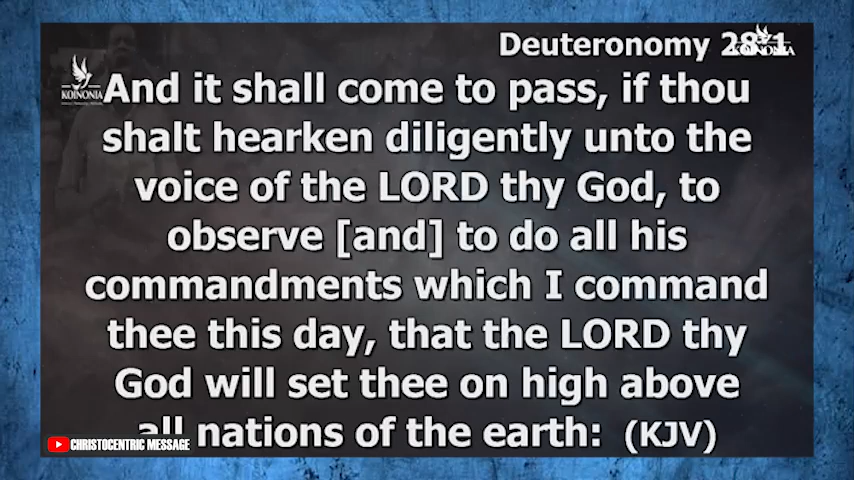 Deuteronomy 28:1
KOINONIA
KOINONIA
And it shall come to pass, if thou
shalt hearken diligently unto the
voice of the LORD thy God, to
observe [and] to do all his
commandments which I command
thee this day, that the LORD thy
God will set thee on high above
all nations of the earth: (KJV)
CHRISTOCENTRIC MESSAGE